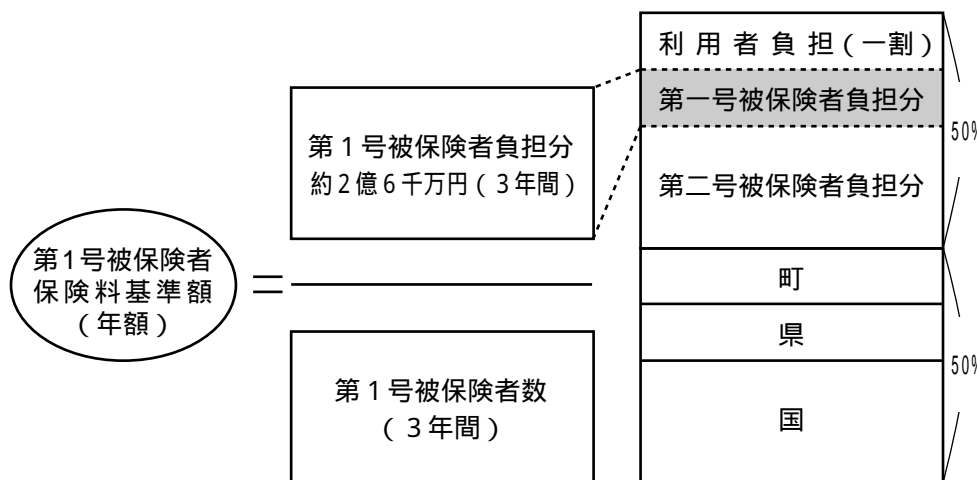 第1号被保険者
保険料基準額
(年額)
=
第1号被保険者負担分
約2億6千万円(3年間)
第1号被保険者数
(3年間)
利用者負担(一割)
第一号被保険者負担分
第二号被保険者負担分
50%
町
県
国
50%